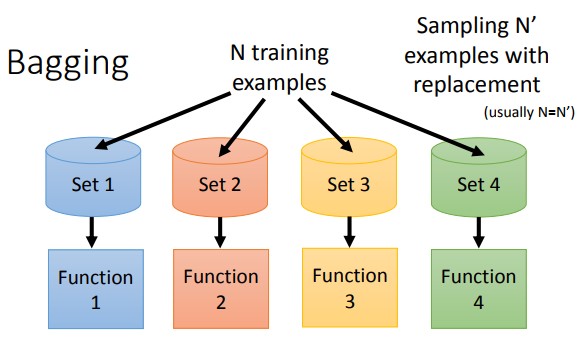 Bagging
N training
examples
Sampling N’
examples with
replacement
(usually N=N’)
Set 1
Set 2
Set 3
Set 4
Function
1
Function
2
Function
3
Function
4